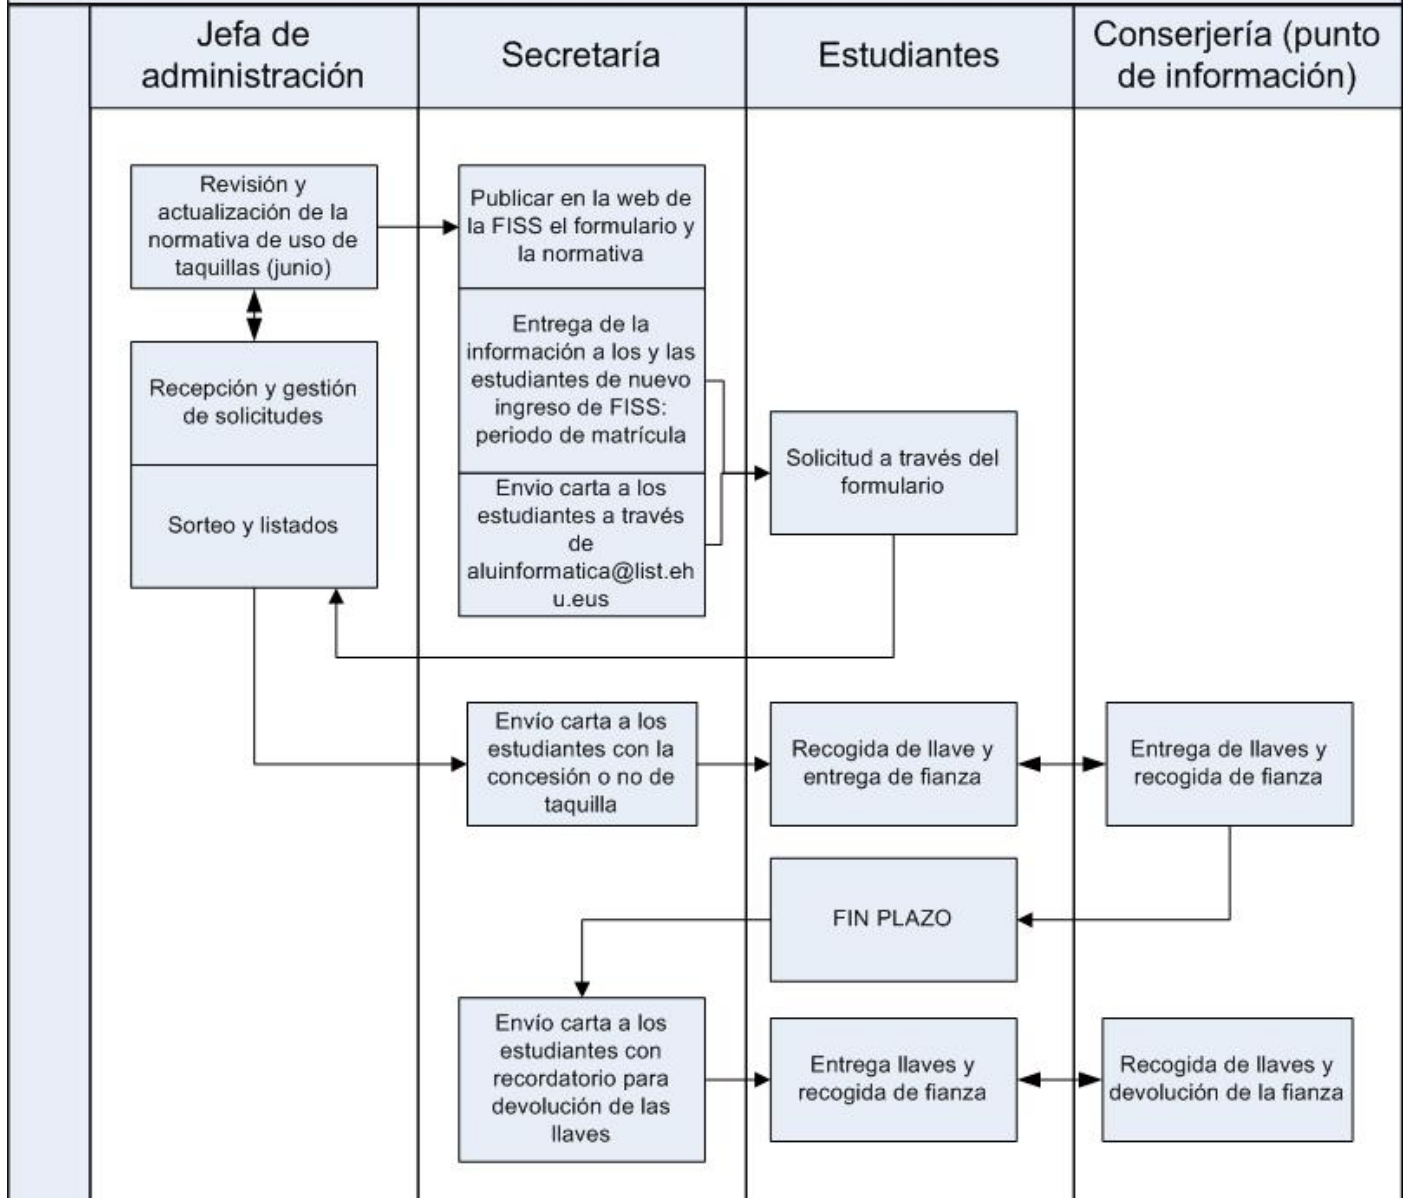 Jefa de
administración
Secretaría
Estudiantes
Conserjería (punto
de información)
Revisión y
actualización de la
normativa de uso de
taquillas (junio)
Publicar en la web de
la FISS el formulario y
la normativa
Entrega de la
información a los y las
estudiantes de nuevo
ingreso de FISS:
periodo de matrícula
Recepción y gestión
de solicitudes
Solicitud a través del
formulario
Sorteo y listados
Envio carta a los
estudiantes a través
de
aluinformatica@list.eh
u.eus
Envío carta a los
estudiantes con la
concesión o no de
taquilla
Recogida de llave y
entrega de fianza
Entrega de llaves y
recogida de fianza
FIN PLAZO
Envío carta a los
estudiantes con
recordatorio para
devolución de las
llaves
Entrega llaves y
recogida de fianza
Recogida de llaves y
devolución de la fianza